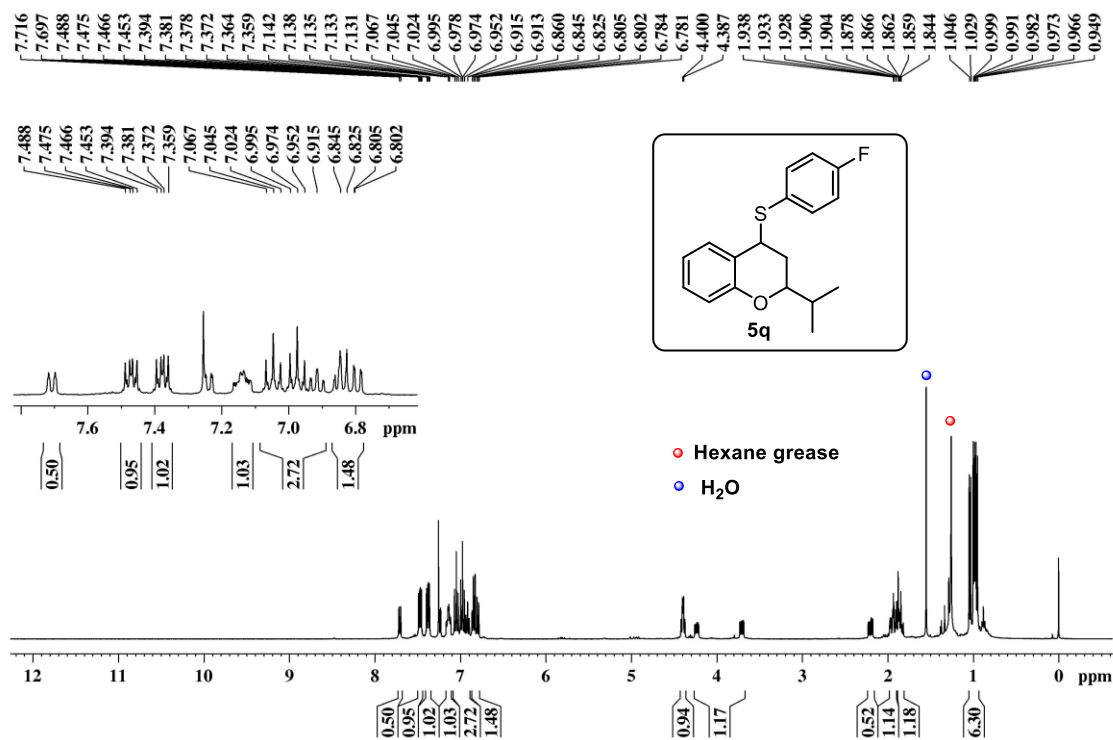 7.716 7.697 7.488 7.475 7.466 7.453 7.394 7.381 7.378 7.372 7.364 7.359 7.142 7.138 7.135 7.133 7.131 7.067 7.045 7.024 6.995 6.978 6.974 6.952 6.915 6.913 6.860 6.845 6.825 6.805 6.802 6.784 6.781 4.400 4.387 1.938 1.933 1.928 1.906 1.904 1.878 1.866 1.862 1.859 1.844 1.046 1.029 0.999 0.991 0.982 0.973 0.966 0.949
7.488 7.475 7.466 7.453 7.394 7.381 7.372 7.359 7.067 7.045 7.024 6.995 6.974 6.952 6.915 6.845 6.825 6.805 6.802
F
S
O
5q
7.6 7.4 7.2 7.0 6.8 ppm
0.50 0.95 1.02 1.03 2.72 1.48
Hexane grease
H2O
12 11 10 9 8 7 6 5 4 3 2 1 0 ppm
0.50 0.95 1.02 1.03 2.72 1.48 0.94 1.17 0.52 1.14 1.18 6.30